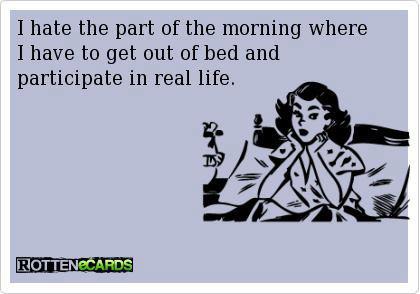 I hate the part of the morning where
I have to get out of bed and
participate in real life.
ROTTENeCARDS